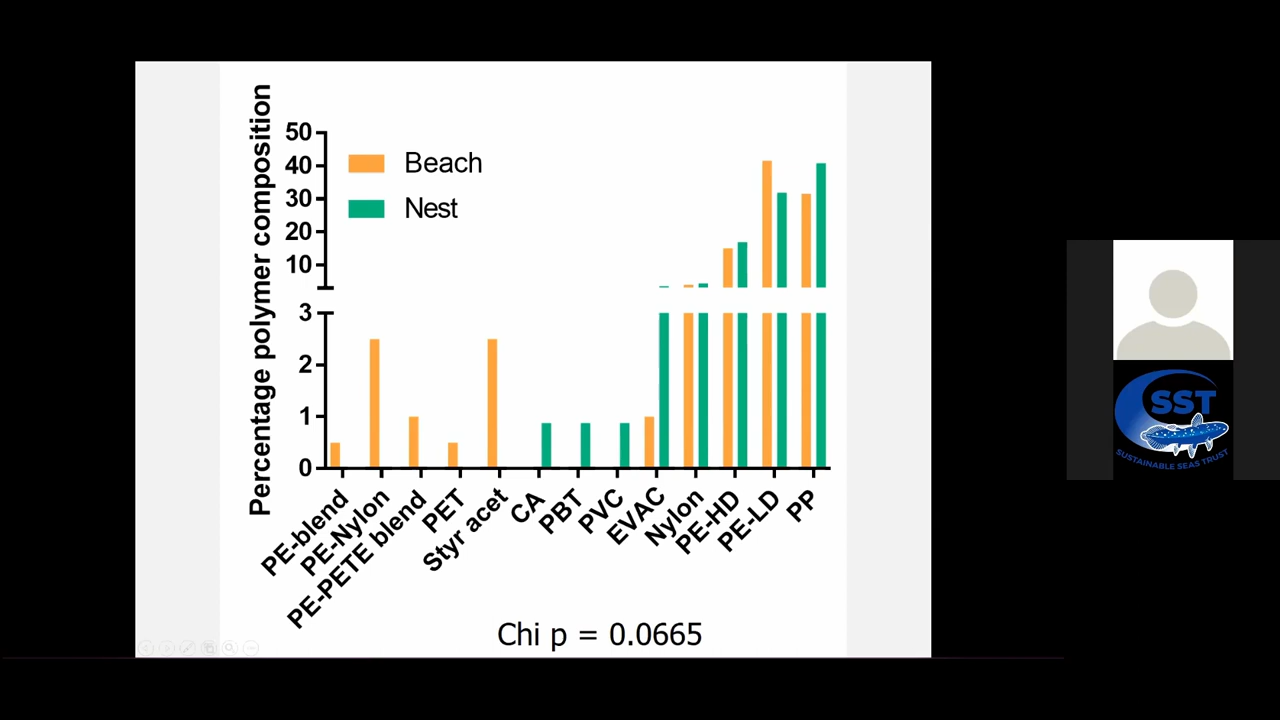 Percentage polymer composition
50
40
30
20
10
3
2
1
0
Beach
Nest
PE-blend
PE-Nylon
PE-PETE blend
PET
Styr acet
CA
PBT
PVC
EVAC
Nylon
PE-HD
PE-LD
PP
Chi p = 0.0665
SST
SUSTAINABLE SEAS TRUST